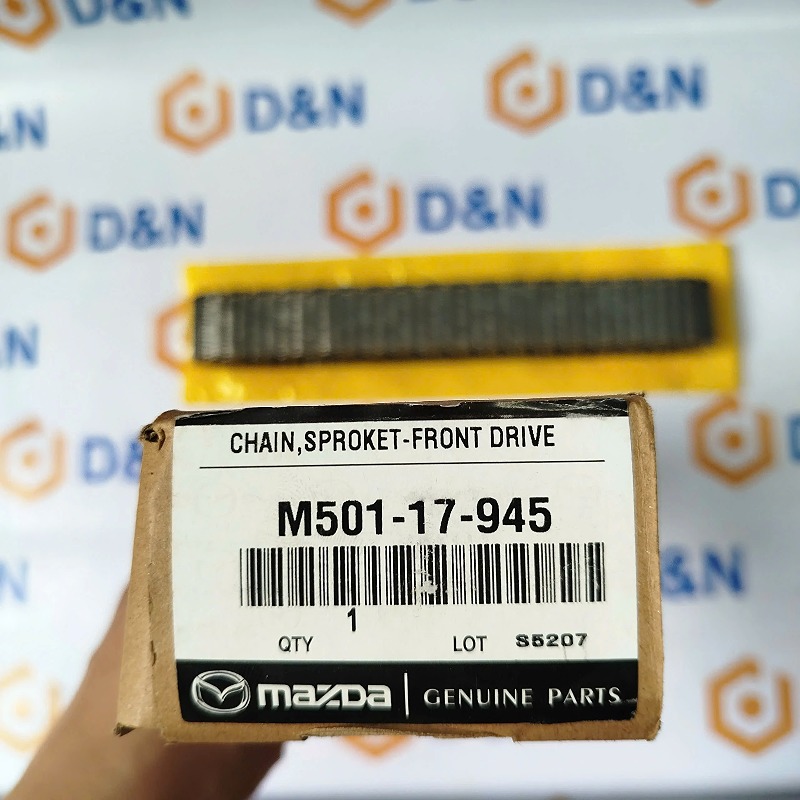 D&N
D&N D&N
D&N D&N
CHAIN,SPROKET-FRONT DRIVE
M501-17-945
QTY 1 LOT S5207
mazda GENUINE PARTS
D&N